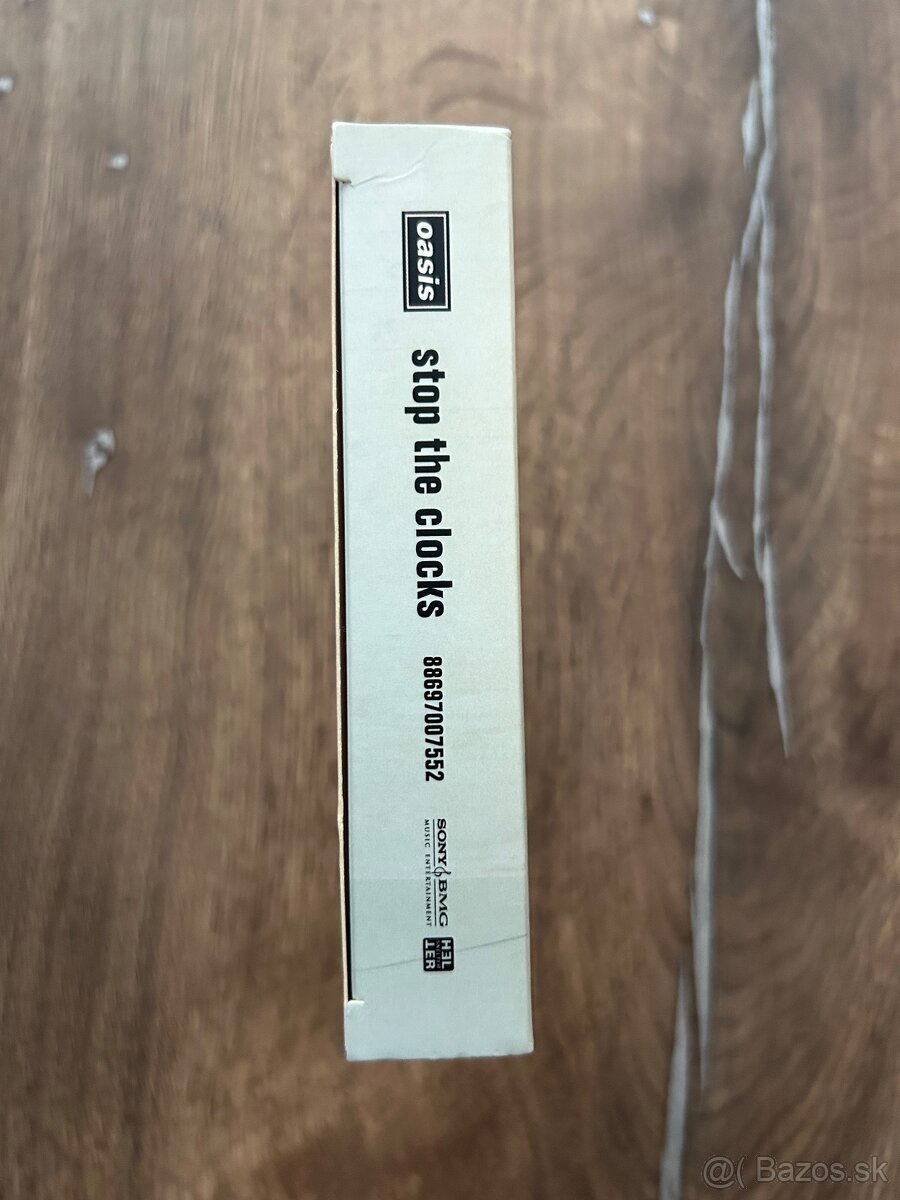 oasis
stop the clocks
88697007552
SONY BMG
MUSIC ENTERTAINMENT
HEL
TER
@( Bazos.sk